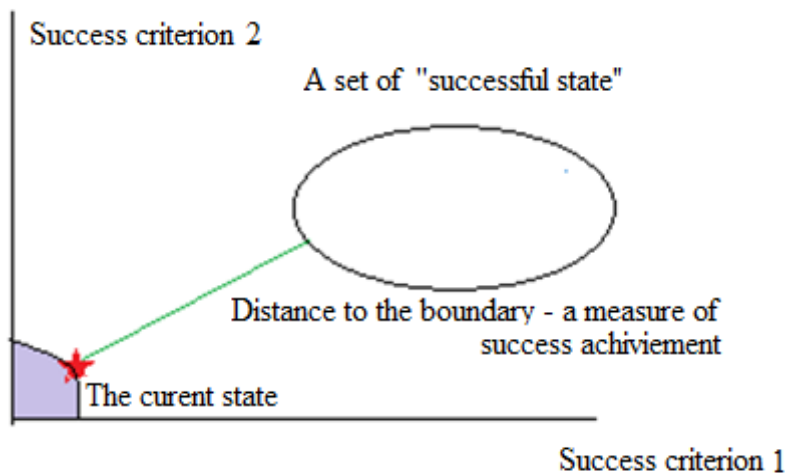 Success criterion 2
A set of "successful state"
Distance to the boundary - a measure of
success achiviement
The curent state
Success criterion 1